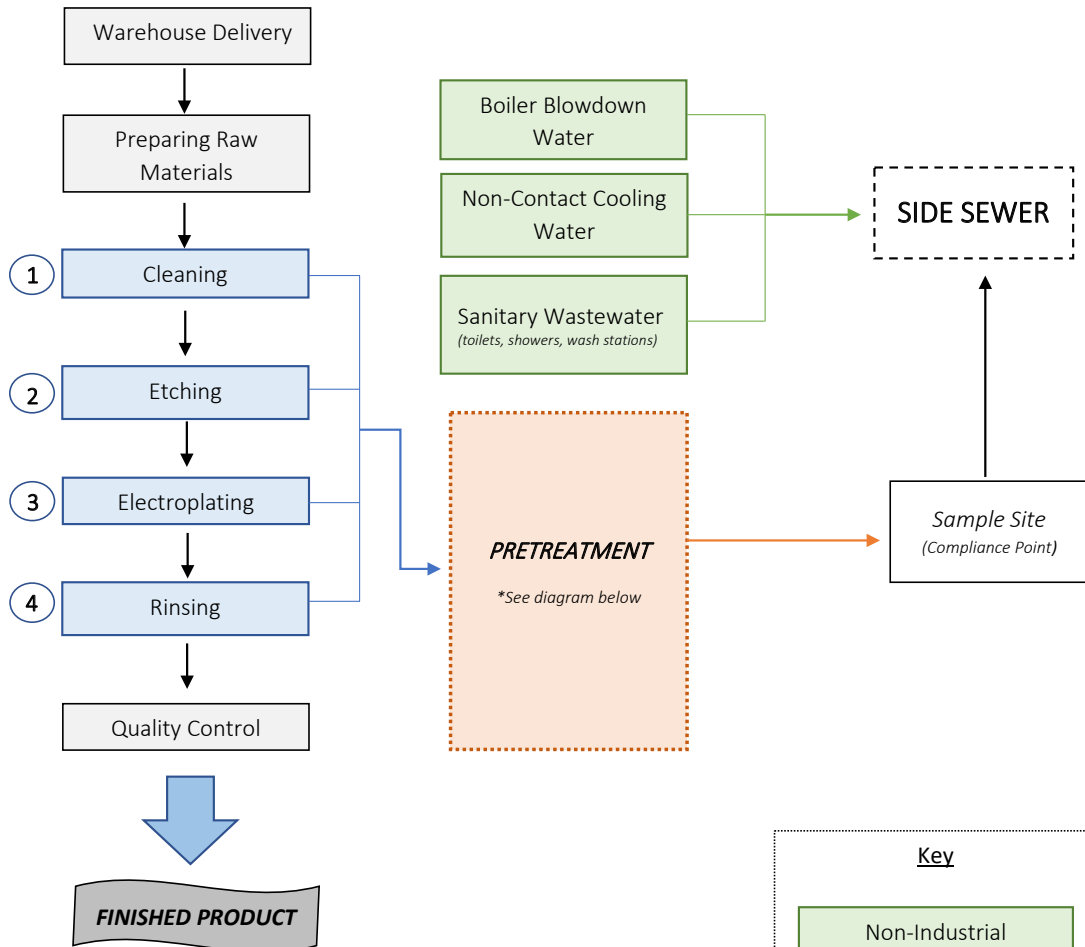 Warehouse Delivery
Preparing Raw
Materials
1
Cleaning
2
Etching
3
Electroplating
4
Rinsing
Quality Control
FINISHED PRODUCT
Boiler Blowdown
Water
Non-Contact Cooling
Water
Sanitary Wastewater
(toilets, showers, wash stations)
SIDE SEWER
PRETREATMENT
*See diagram below
Sample Site
(Compliance Point)
Key
Non-Industrial